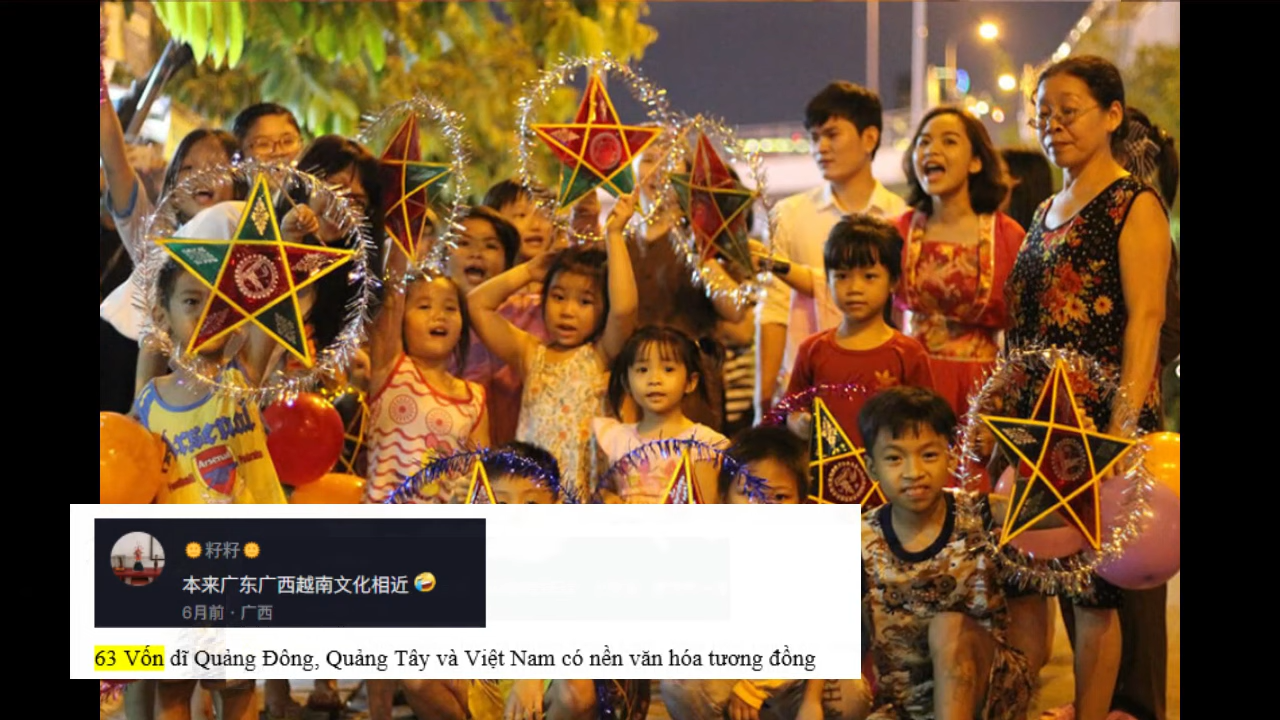 Arsenal
🌞籽籽🌞
本来广东广西越南文化相近 🤣
6月前 · 广西
63 Vốn dĩ Quảng Đông, Quảng Tây và Việt Nam có nền văn hóa tương đồng